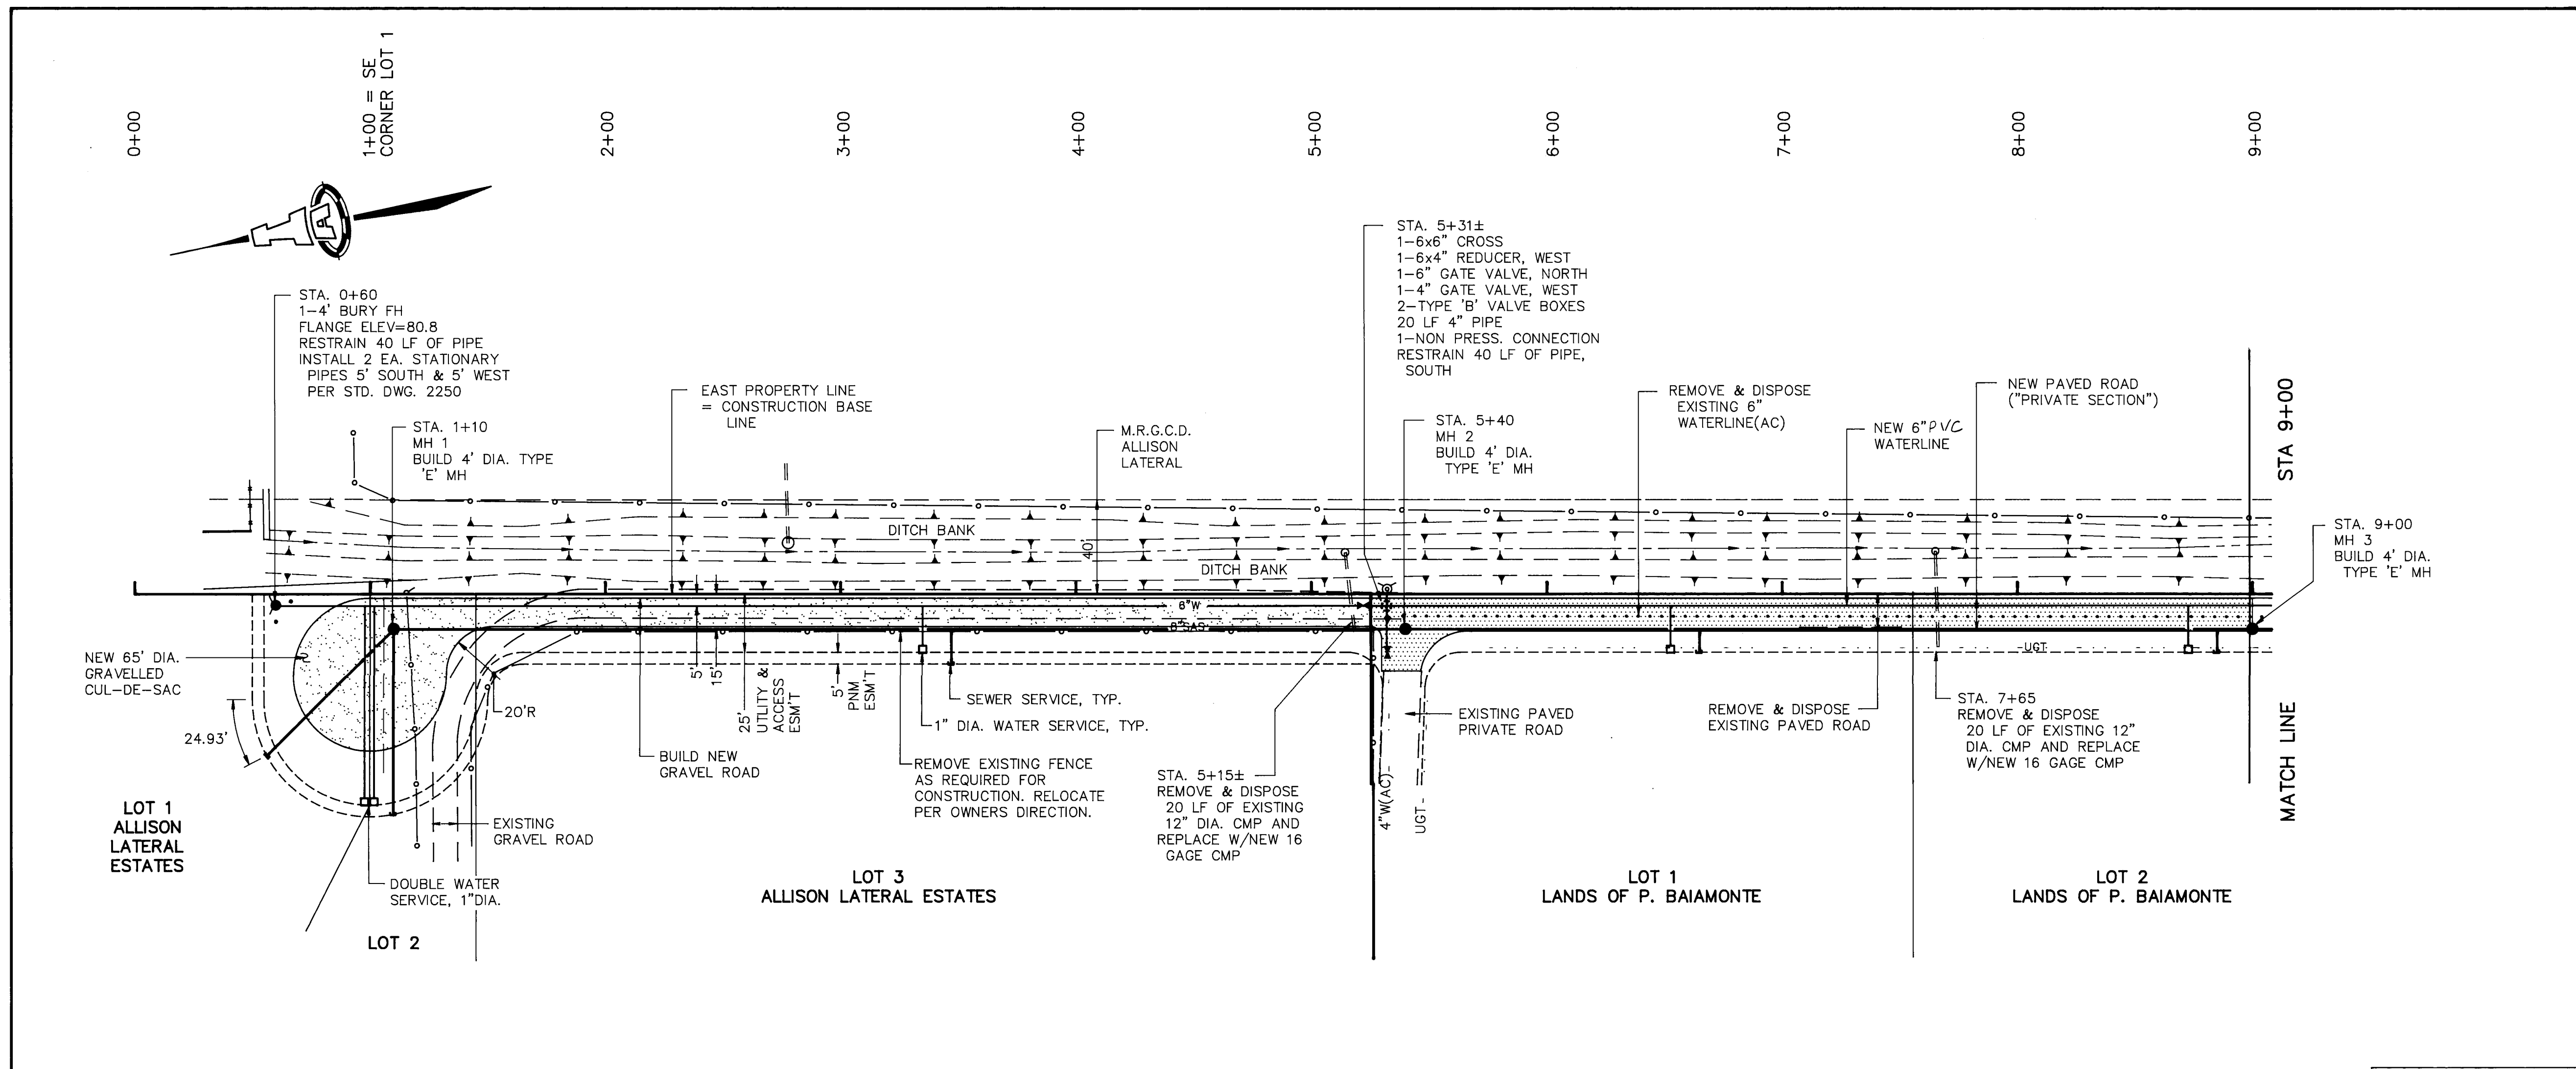 0+00
1+00 = SE
CORNER LOT 1
2+00
3+00
4+00
5+00
6+00
7+00
8+00
9+00
STA. 0+60
1-4' BURY FH
FLANGE ELEV=80.8
RESTRAIN 40 LF OF PIPE
INSTALL 2 EA. STATIONARY
PIPES 5' SOUTH & 5' WEST
PER STD. DWG. 2250
STA. 1+10
MH 1
BUILD 4' DIA. TYPE
'E' MH
EAST PROPERTY LINE
= CONSTRUCTION BASE
LINE
M.R.G.C.D.
ALLISON
LATERAL
STA. 5+31±
1-6x6" CROSS
1-6x4" REDUCER, WEST
1-6" GATE VALVE, NORTH
1-4" GATE VALVE, WEST
2-TYPE 'B' VALVE BOXES
20 LF 4" PIPE
1-NON PRESS. CONNECTION
RESTRAIN 40 LF OF PIPE,
SOUTH
STA. 5+40
MH 2
BUILD 4' DIA.
TYPE 'E' MH
REMOVE & DISPOSE
EXISTING 6"
WATERLINE(AC)
NEW 6" PVC
WATERLINE
NEW PAVED ROAD
("PRIVATE SECTION")
STA 9+00
MATCH LINE
STA. 9+00
MH 3
BUILD 4' DIA.
TYPE 'E' MH
DITCH BANK
40'
DITCH BANK
6"W
8"SAS
UGT
NEW 65' DIA.
GRAVELLED
CUL-DE-SAC
24.93'
20'R
5'
15'
25'
UTLITY &
ACCESS
ESM'T
5'
PNM
ESM'T
SEWER SERVICE, TYP.
1" DIA. WATER SERVICE, TYP.
BUILD NEW
GRAVEL ROAD
REMOVE EXISTING FENCE
AS REQUIRED FOR
CONSTRUCTION. RELOCATE
PER OWNERS DIRECTION.
STA. 5+15±
REMOVE & DISPOSE
20 LF OF EXISTING
12" DIA. CMP AND
REPLACE W/NEW 16
GAGE CMP
4"W(AC)
UGT
EXISTING PAVED
PRIVATE ROAD
REMOVE & DISPOSE
EXISTING PAVED ROAD
STA. 7+65
REMOVE & DISPOSE
20 LF OF EXISTING 12"
DIA. CMP AND REPLACE
W/NEW 16 GAGE CMP
LOT 1
ALLISON
LATERAL
ESTATES
EXISTING
GRAVEL ROAD
DOUBLE WATER
SERVICE, 1"DIA.
LOT 2
LOT 3
ALLISON LATERAL ESTATES
LOT 1
LANDS OF P. BAIAMONTE
LOT 2
LANDS OF P. BAIAMONTE